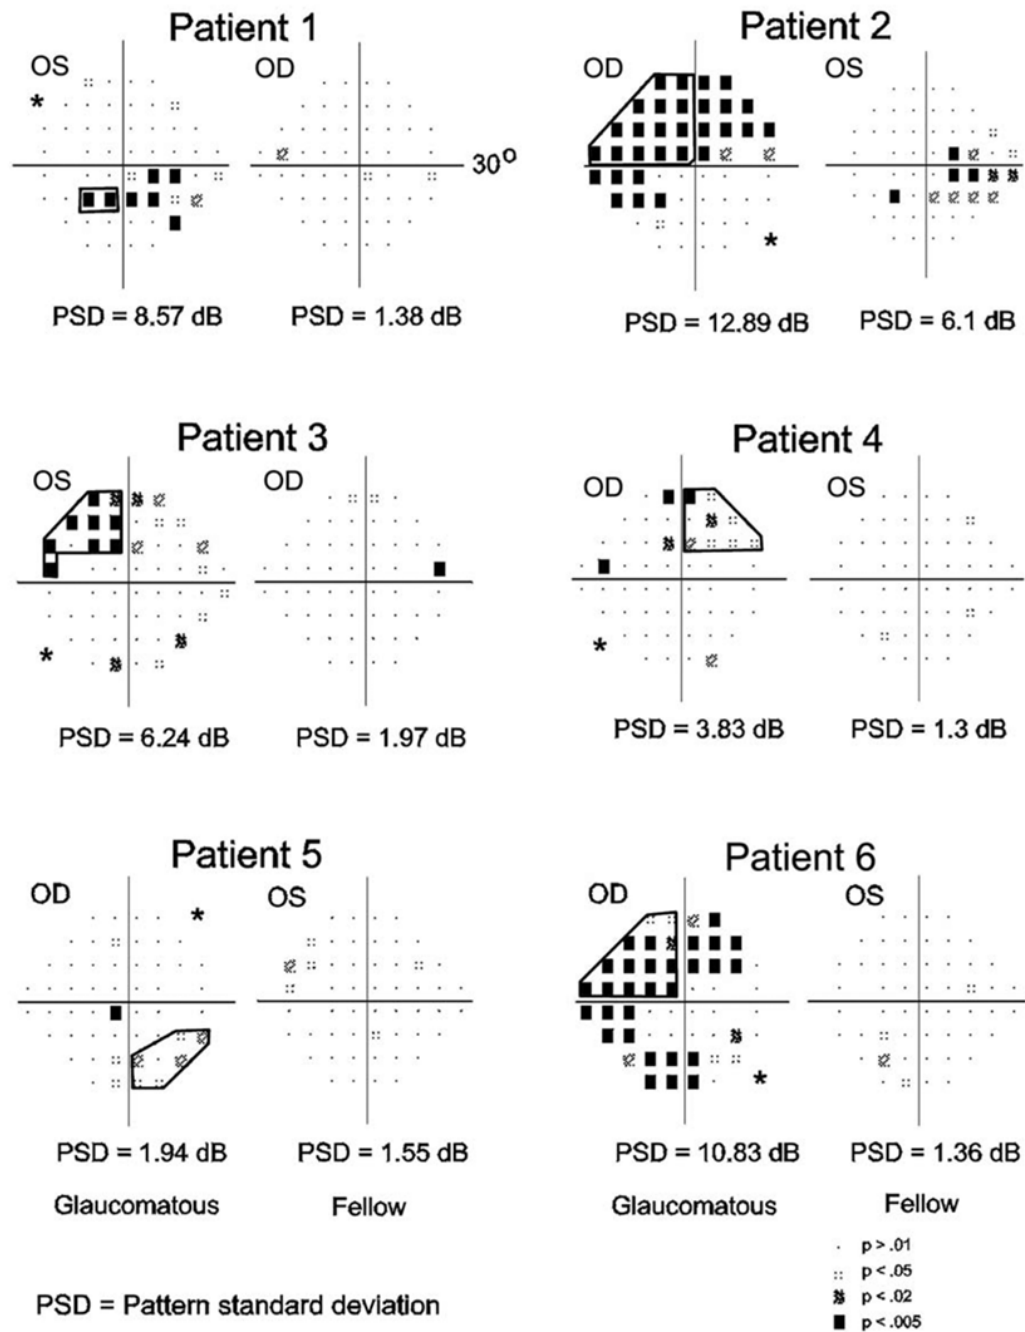 Patient 1
OS
OD
*
30°
PSD = 8.57 dB
PSD = 1.38 dB
Patient 2
OD
OS
*
PSD = 12.89 dB
PSD = 6.1 dB
Patient 3
OS
OD
*
PSD = 6.24 dB
PSD = 1.97 dB
Patient 4
OD
OS
*
PSD = 3.83 dB
PSD = 1.3 dB
Patient 5
OD
OS
*
PSD = 1.94 dB
PSD = 1.55 dB
Glaucomatous
Fellow
Patient 6
OD
OS
*
PSD = 10.83 dB
PSD = 1.36 dB
Glaucomatous
Fellow
p > .01
p < .05
p < .02
p < .005
PSD = Pattern standard deviation